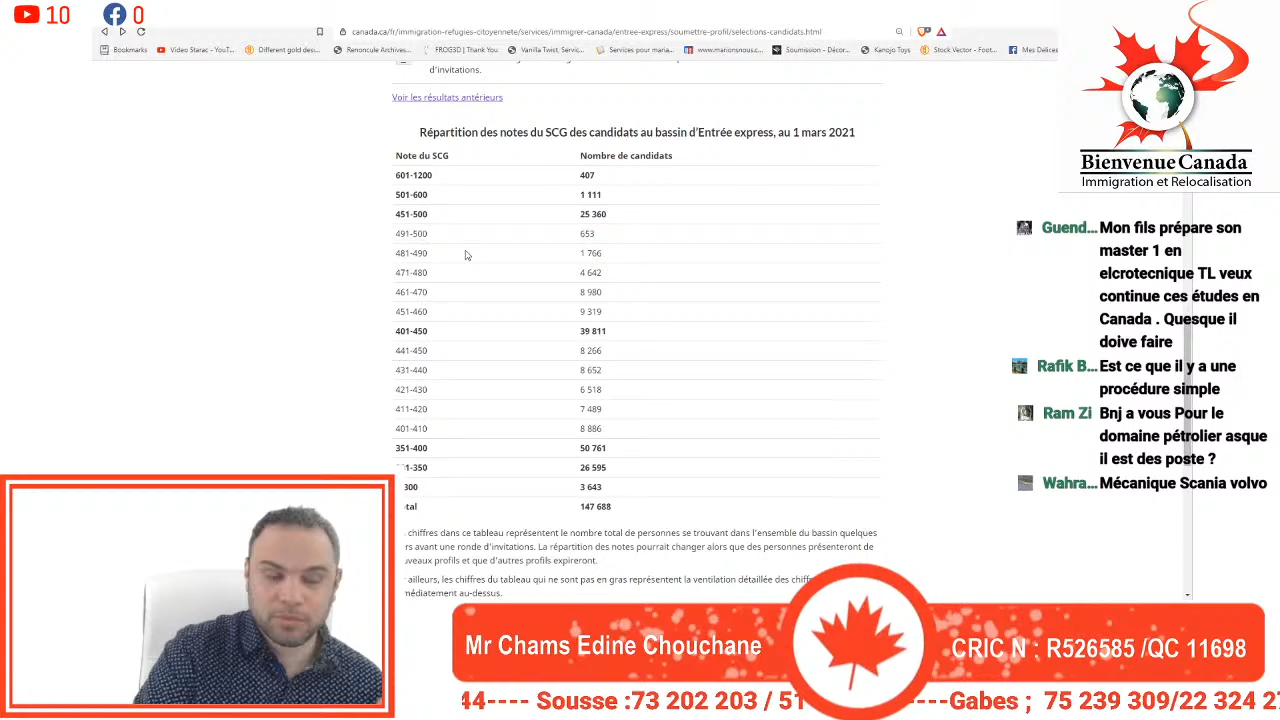 10
0
canada.ca/fr/immigration-refugies-citoyennete/services/immigrer-canada/entree-express/soumettre-profil/selections-candidats.html
Bookmarks
Video Starac - YouT...
Different gold des...
Renoncule Archives...
FROG3D | Thank You
Vanilla Twist, Servic...
Services pour maria...
www.marionsnous.c...
Soumission - Décor...
Kanojo Toys
Stock Vector - Foot...
Mes Delices
d'invitations.
Voir les résultats antérieurs
Répartition des notes du SCG des candidats au bassin d'Entrée express, au 1 mars 2021
Note du SCG Nombre de candidats
601-1200 407
501-600 1 111
451-500 25 360
491-500 653
481-490 1 766
471-480 4 642
461-470 8 980
451-460 9 319
401-450 39 811
441-450 8 266
431-440 8 652
421-430 6 518
411-420 7 489
401-410 8 886
351-400 50 761
1-350 26 595
300 3 643
tal 147 688
chiffres dans ce tableau représentent le nombre total de personnes se trouvant dans l'ensemble du bassin quelques
rs avant une ronde d'invitations. La répartition des notes pourrait changer alors que des personnes présenteront de
uveaux profils et que d'autres profils expireront.
ailleurs, les chiffres du tableau qui ne sont pas en gras représentent la ventilation détaillée des chiff
médiatement au-dessus.
Bienvenue Canada
Immigration et Relocalisation
Guend... Mon fils prépare son
master 1 en
elcrotecnique TL veux
continue ces études en
Canada . Quesque il
doive faire
Rafik B... Est ce que il y a une
procédure simple
Ram Zi Bnj a vous Pour le
domaine pétrolier asque
il est des poste ?
Wahra... Mécanique Scania volvo
Mr Chams Edine Chouchane
CRIC N : R526585 /QC 11698
44---- Sousse :73 202 203 / 51 ----Gabes ; 75 239 309/22 324 27